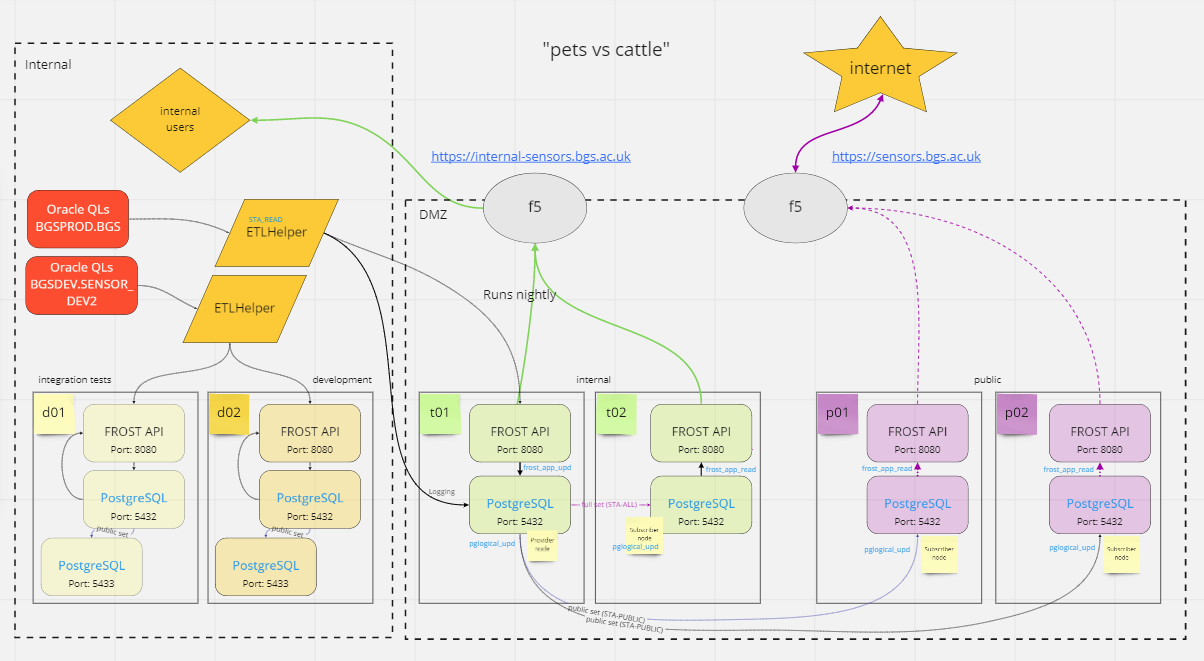 "pets vs cattle"
internet
Internal
internal
users
https://internal-sensors.bgs.ac.uk
https://sensors.bgs.ac.uk
Oracle QLs
BGSPROD.BGS
STA_READ
ETLHelper
f5
f5
DMZ
Oracle QLs
BGSDEV.SENSOR_
DEV2
ETLHelper
Runs nightly
integration tests
development
internal
public
d01
FROST API
Port: 8080
PostgreSQL
Port: 5432
public set
PostgreSQL
Port: 5433
d02
FROST API
Port: 8080
PostgreSQL
Port: 5432
public set
PostgreSQL
Port: 5433
t01
FROST API
Port: 8080
frost_app_upd
Logging
PostgreSQL
Port: 5432
pglogical_upd
Provider
node
full set (STA-ALL)
t02
FROST API
Port: 8080
frost_app_read
PostgreSQL
Port: 5432
Subscriber
node
pglogical_upd
p01
FROST API
Port: 8080
frost_app_read
PostgreSQL
Port: 5432
pglogical_upd
Subscriber
node
p02
FROST API
Port: 8080
frost_app_read
PostgreSQL
Port: 5432
pglogical_upd
Subscriber
node
public set (STA-PUBLIC)
public set (STA-PUBLIC)